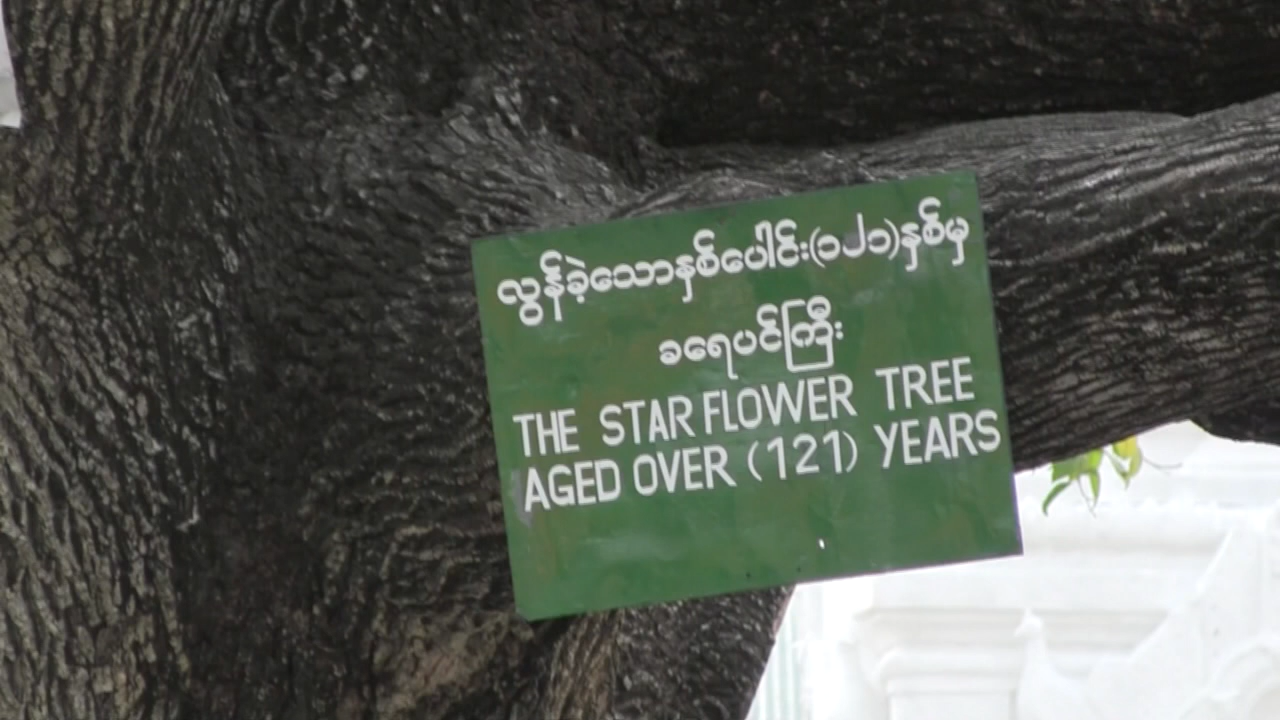 လွန်ခဲ့သောနှစ်ပေါင်း(၁၂၁)နှစ်မှ
ခရေပင်ကြီး
THE STAR FLOWER TREE
AGED OVER (121) YEARS